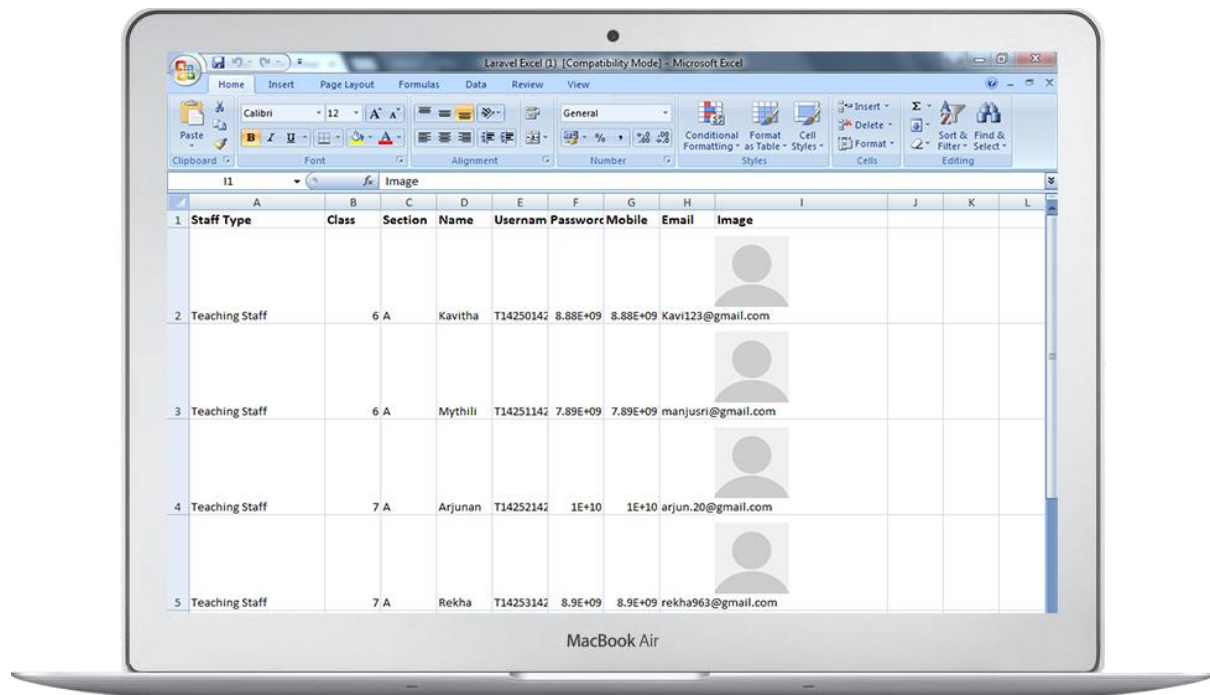 Laravel Excel (1) [Compatibility Mode] - Microsoft Excel
Home Insert Page Layout Formulas Data Review View
Calibri 12 A A General Insert Σ
Paste B I U A % , Conditional Format Cell Delete Sort & Find &
Formatting as Table Styles Format Filter Select
Clipboard Font Alignment Number Styles Cells Editing
I1 fx Image
A B C D E F G H I J K L
1 Staff Type Class Section Name Usernam Passworc Mobile Email Image
2 Teaching Staff 6 A Kavitha T14250142 8.88E+09 8.88E+09 Kavi123@gmail.com
3 Teaching Staff 6 A Mythili T14251142 7.89E+09 7.89E+09 manjusri@gmail.com
4 Teaching Staff 7 A Arjunan T14252142 1E+10 1E+10 arjun.20@gmail.com
5 Teaching Staff 7 A Rekha T14253142 8.9E+09 8.9E+09 rekha963@gmail.com
MacBook Air